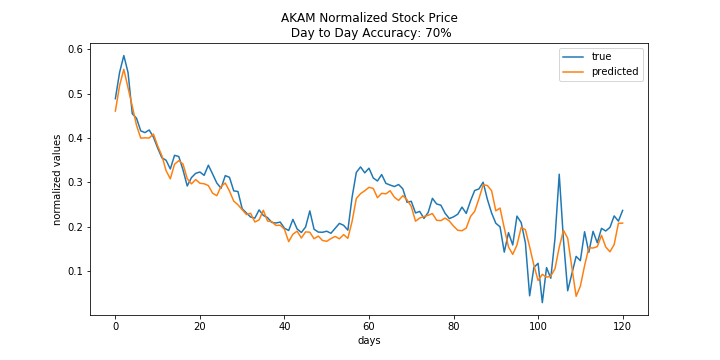 AKAM Normalized Stock Price
Day to Day Accuracy: 70%
true
predicted
normalized values
0.6
0.5
0.4
0.3
0.2
0.1
0 20 40 60 80 100 120
days